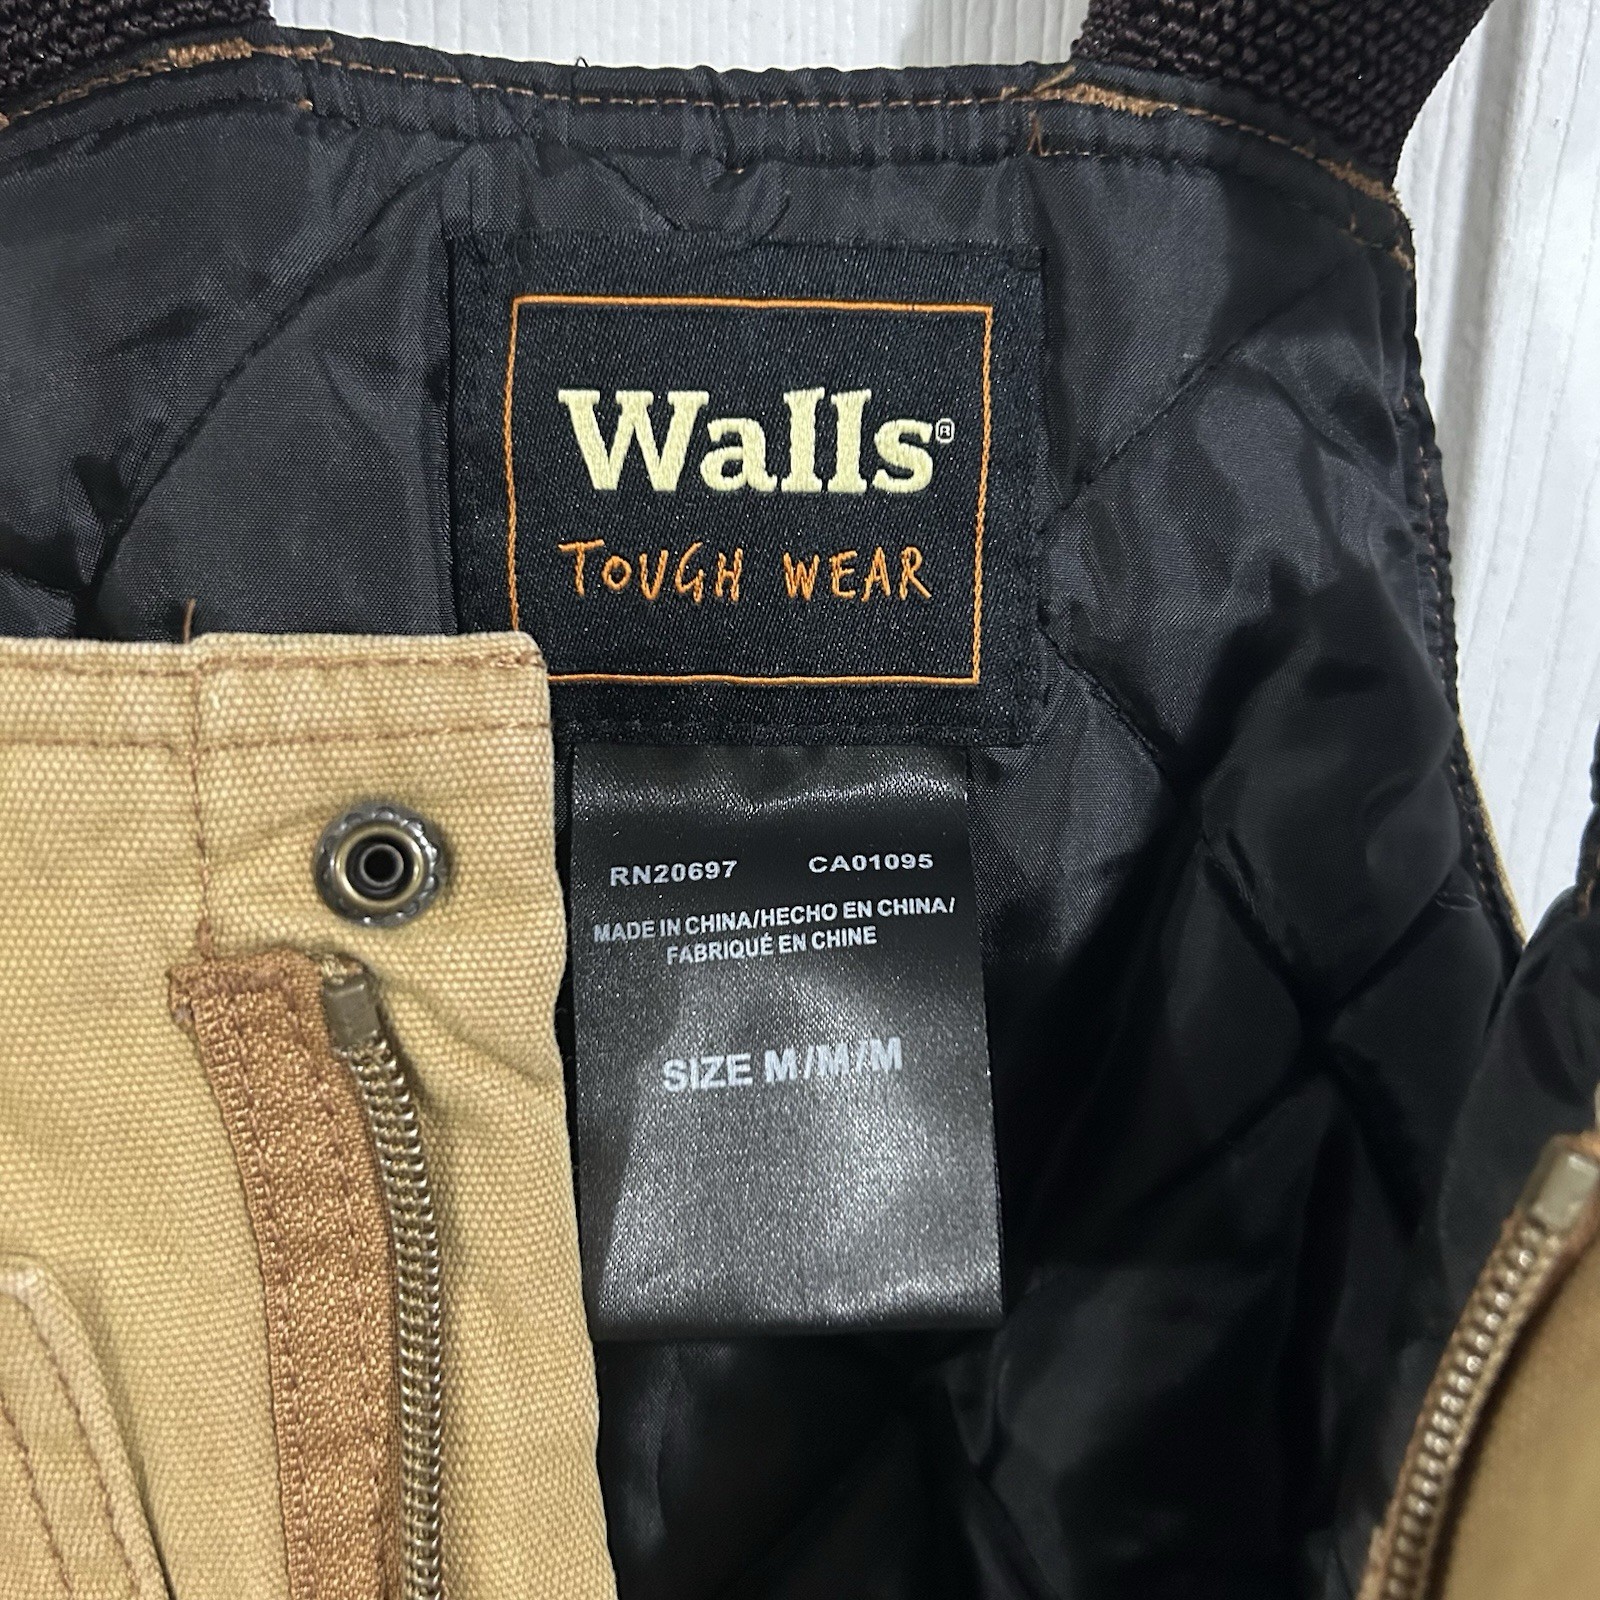 Walls®
TOUGH WEAR
RN20697 CA01095
MADE IN CHINA/HECHO EN CHINA/
FABRIQUÉ EN CHINE
SIZE M/M/M